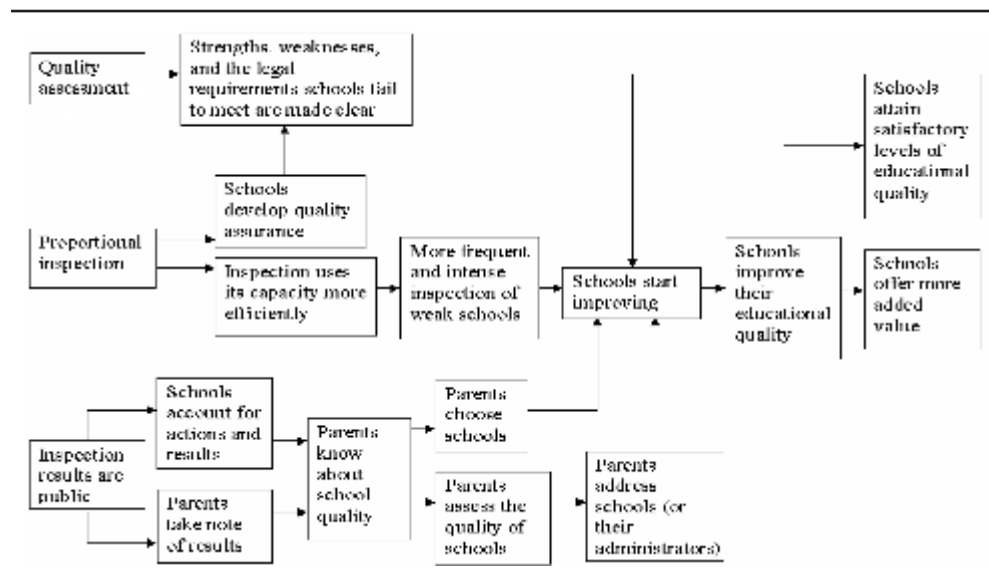 Quality
assessment
Strengths, weaknesses,
and the legal
requirements schools fail
to meet are made clear
Schools
attain
satisfactory
levels of
educational
quality
Schools
develop quality
assurance
Proportional
inspection
Inspection uses
its capacity more
efficiently
More frequent
and intense
inspection of
weak schools
Schools start
improving
Schools
improve
their
educational
quality
Schools
offer more
added
value
Inspection
results are
public
Schools
account for
actions and
results
Parents
take note
of results
Parents
know
about
school
quality
Parents
choose
schools
Parents
assess the
quality of
schools
Parents
address
schools (or
their
administrators)